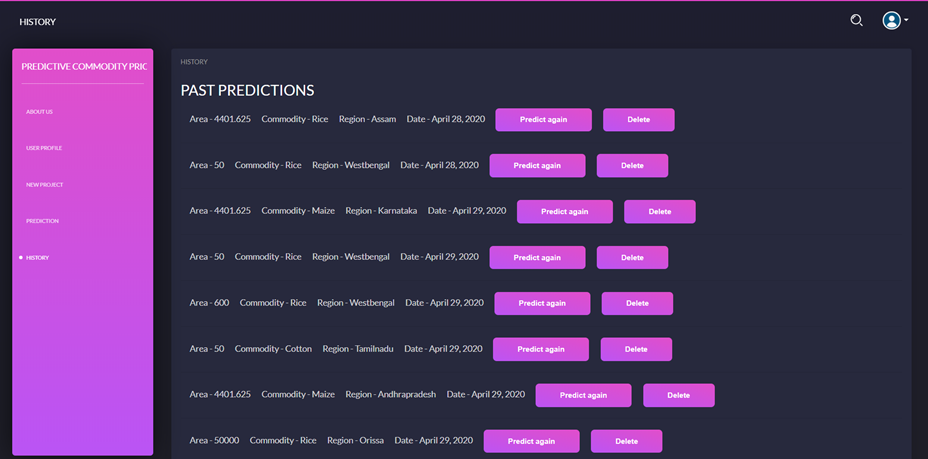 HISTORY
PREDICTIVE COMMODITY PRIC
ABOUT US
USER PROFILE
NEW PROJECT
PREDICTION
HISTORY
HISTORY
PAST PREDICTIONS
Area - 4401.625 Commodity - Rice Region - Assam Date - April 28, 2020 Predict again Delete
Area - 50 Commodity - Rice Region - Westbengal Date - April 28, 2020 Predict again Delete
Area - 4401.625 Commodity - Maize Region - Karnataka Date - April 29, 2020 Predict again Delete
Area - 50 Commodity - Rice Region - Westbengal Date - April 29, 2020 Predict again Delete
Area - 600 Commodity - Rice Region - Westbengal Date - April 29, 2020 Predict again Delete
Area - 50 Commodity - Cotton Region - Tamilnadu Date - April 29, 2020 Predict again Delete
Area - 4401.625 Commodity - Maize Region - Andhrapradesh Date - April 29, 2020 Predict again Delete
Area - 50000 Commodity - Rice Region - Orissa Date - April 29, 2020 Predict again Delete